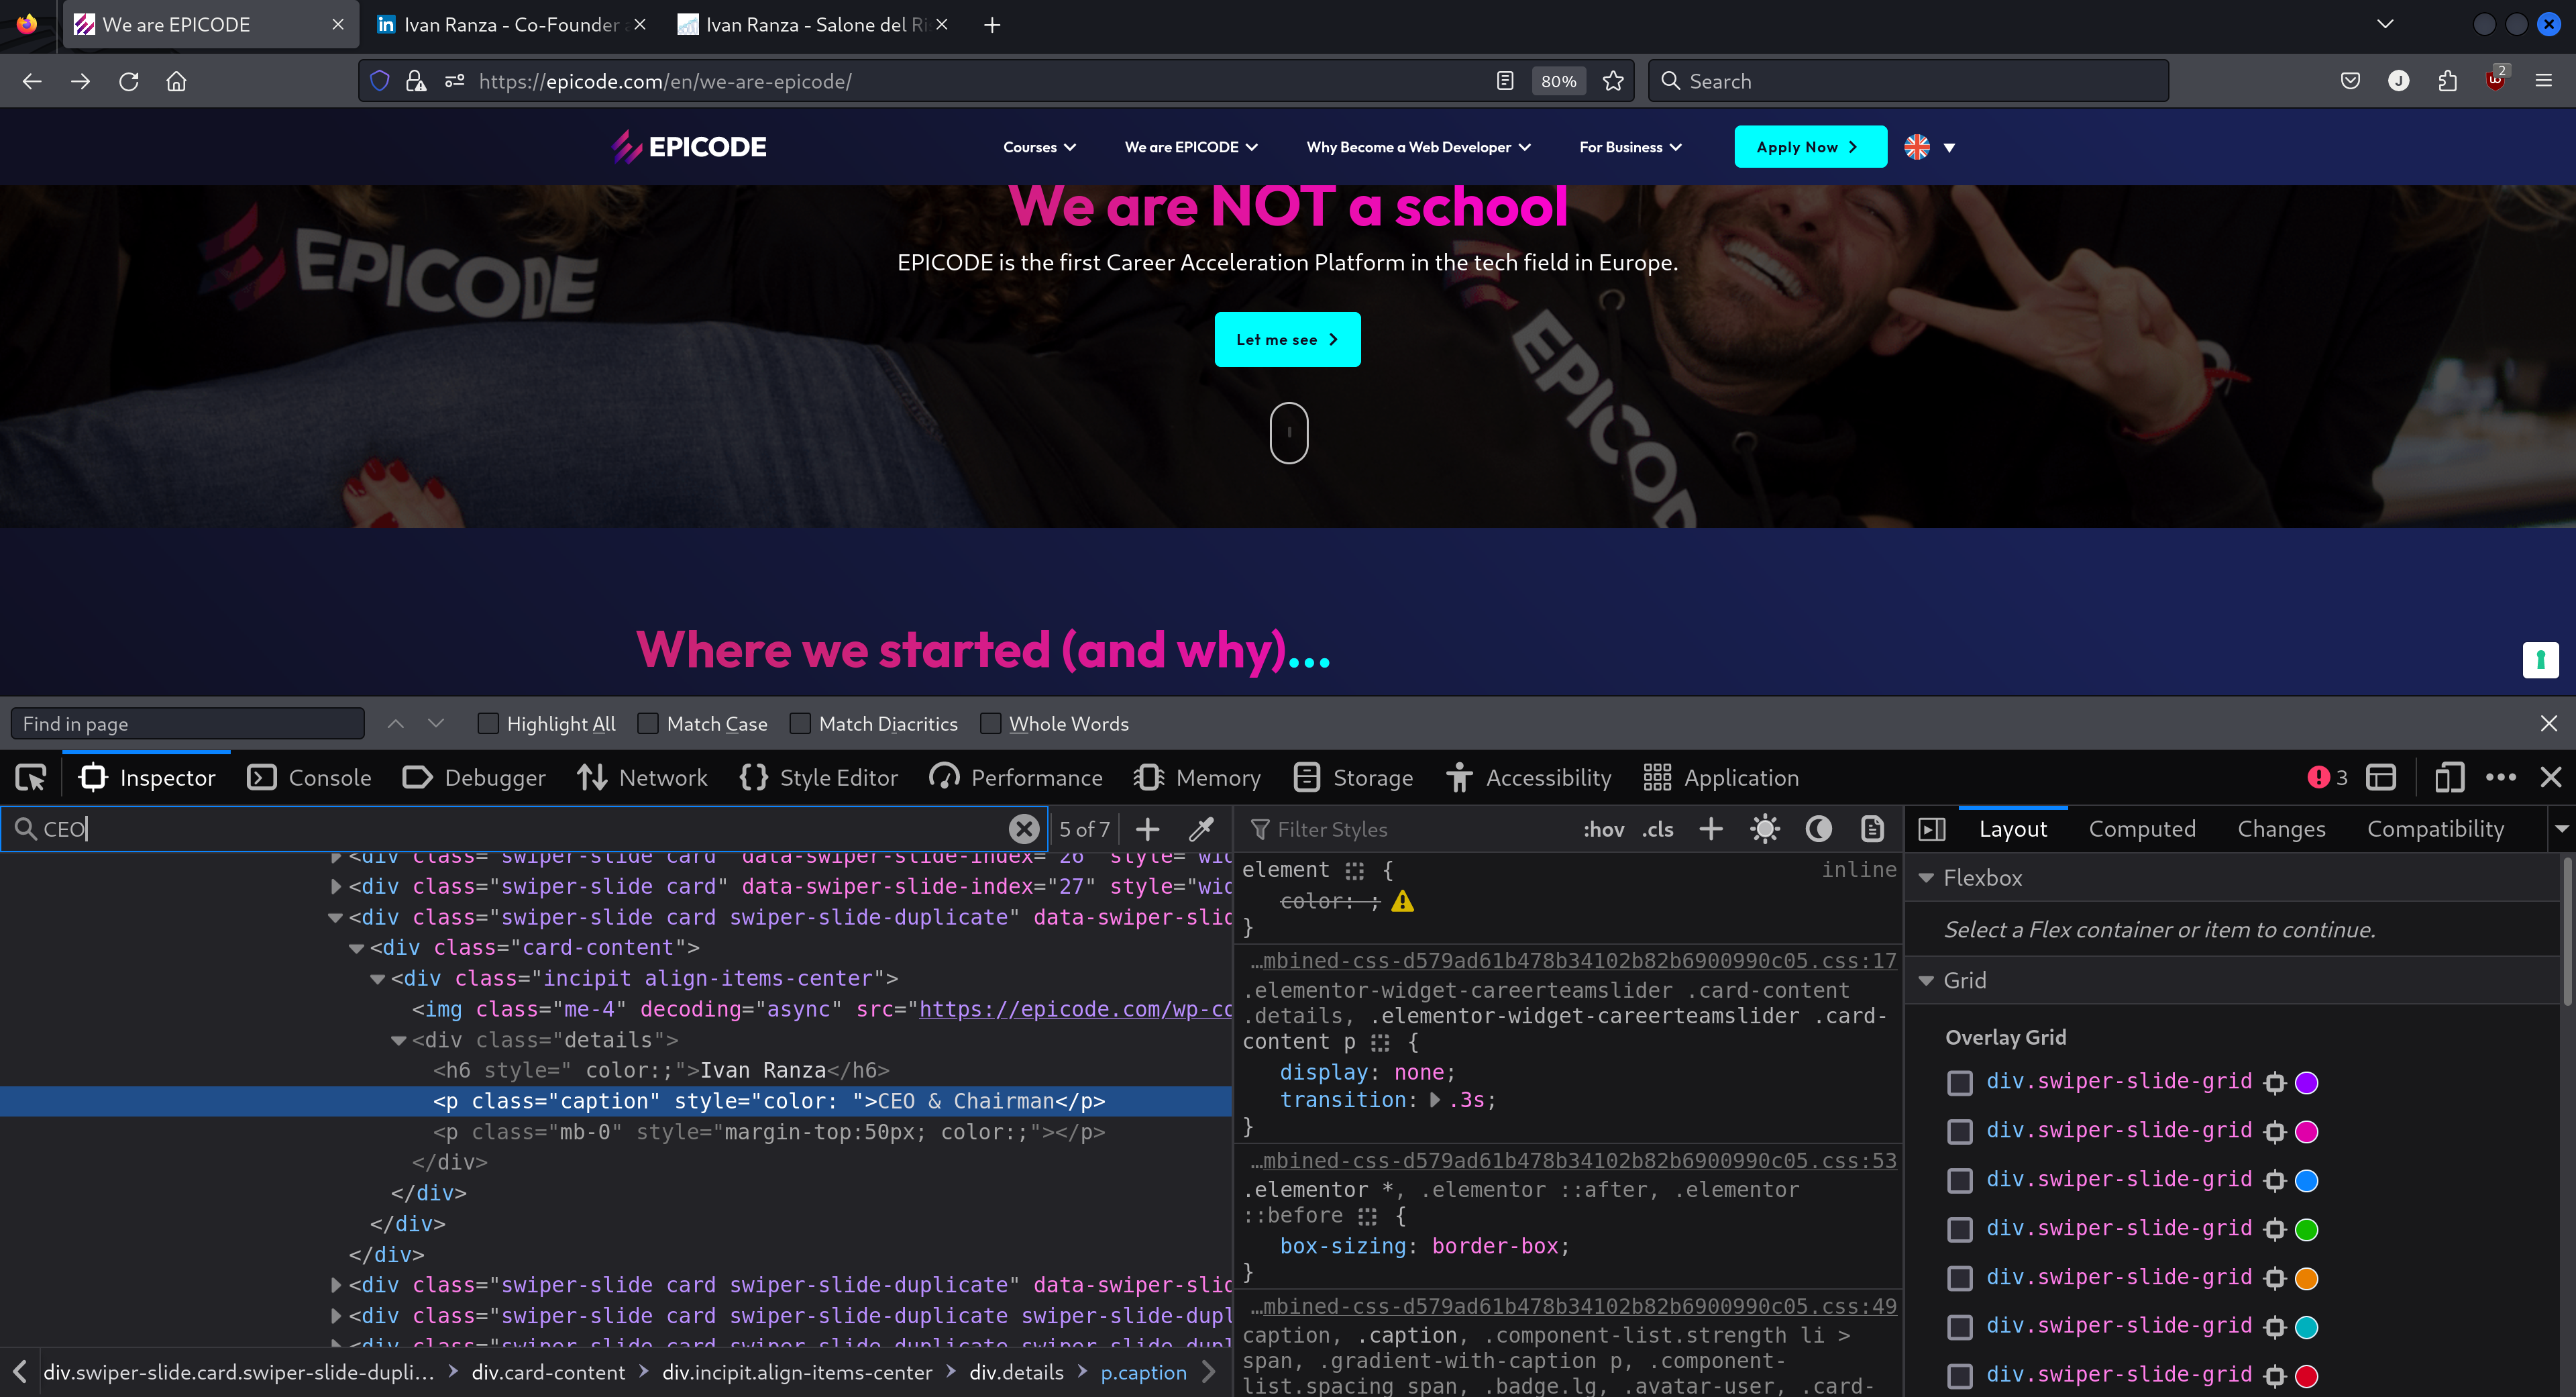 We are EPICODE
Ivan Ranza - Co-Founder
Ivan Ranza - Salone del Ri
https://epicode.com/en/we-are-epicode/
80%
Search
J
2
EPICODE
Courses
We are EPICODE
Why Become a Web Developer
For Business
Apply Now
We are NOT a school
EPICODE is the first Career Acceleration Platform in the tech field in Europe.
EPICODE
EPICODE
Let me see
Where we started (and why)...
Find in page
Highlight All
Match Case
Match Diacritics
Whole Words
Inspector
Console
Debugger
Network
Style Editor
Performance
Memory
Storage
Accessibility
Application
3
CEO
5 of 7
<div class="swiper-slide card" data-swiper-slide-index="26" style="wid
<div class="swiper-slide card" data-swiper-slide-index="27" style="wid
<div class="swiper-slide card swiper-slide-duplicate" data-swiper-slid
<div class="card-content">
<div class="incipit align-items-center">
<img class="me-4" decoding="async" src="https://epicode.com/wp-co
<div class="details">
<h6 style=" color:;">Ivan Ranza</h6>
<p class="caption" style="color: ">CEO & Chairman</p>
<p class="mb-0" style="margin-top:50px; color:;"></p>
</div>
</div>
</div>
</div>
<div class="swiper-slide card swiper-slide-duplicate" data-swiper-slid
<div class="swiper-slide card swiper-slide-duplicate swiper-slide-dupl
<div class="swiper-slide card swiper-slide-duplicate swiper-slide-dupl
div.swiper-slide.card.swiper-slide-dupli...
div.card-content
div.incipit.align-items-center
div.details
p.caption
Filter Styles
:hov .cls
element {
inline
color: ;
}
…mbined-css-d579ad61b478b34102b82b6900990c05.css:17
.elementor-widget-careerteamslider .card-content
.details, .elementor-widget-careerteamslider .card-
content p {
display: none;
transition: .3s;
}
…mbined-css-d579ad61b478b34102b82b6900990c05.css:53
.elementor *, .elementor ::after, .elementor
::before {
box-sizing: border-box;
}
…mbined-css-d579ad61b478b34102b82b6900990c05.css:49
caption, .caption, .component-list.strength li >
span, .gradient-with-caption p, .component-
list.spacing span, .badge.lg, .avatar-user, .card-
Layout
Computed
Changes
Compatibility
Flexbox
Select a Flex container or item to continue.
Grid
Overlay Grid
div.swiper-slide-grid
div.swiper-slide-grid
div.swiper-slide-grid
div.swiper-slide-grid
div.swiper-slide-grid
div.swiper-slide-grid
div.swiper-slide-grid